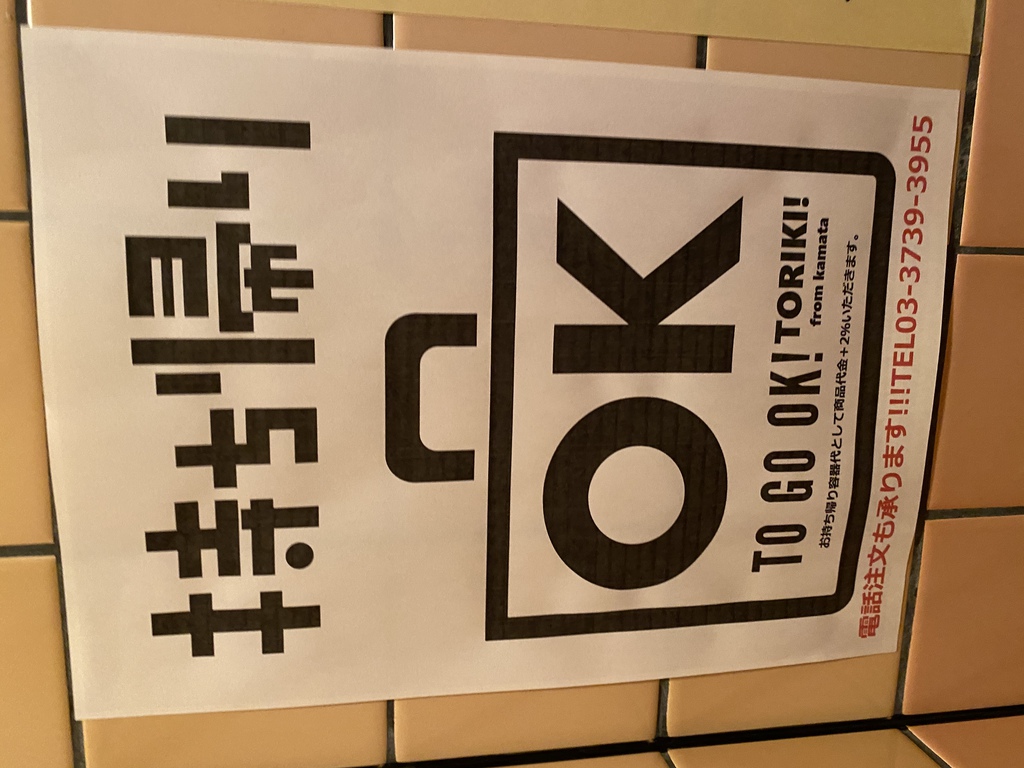 持ち帰り
OK
TO GO OK! TORIKI!
from kamata
お持ち帰り容器代として商品代金+2%いただきます。
電話注文も承ります!!!TEL03-3739-3955